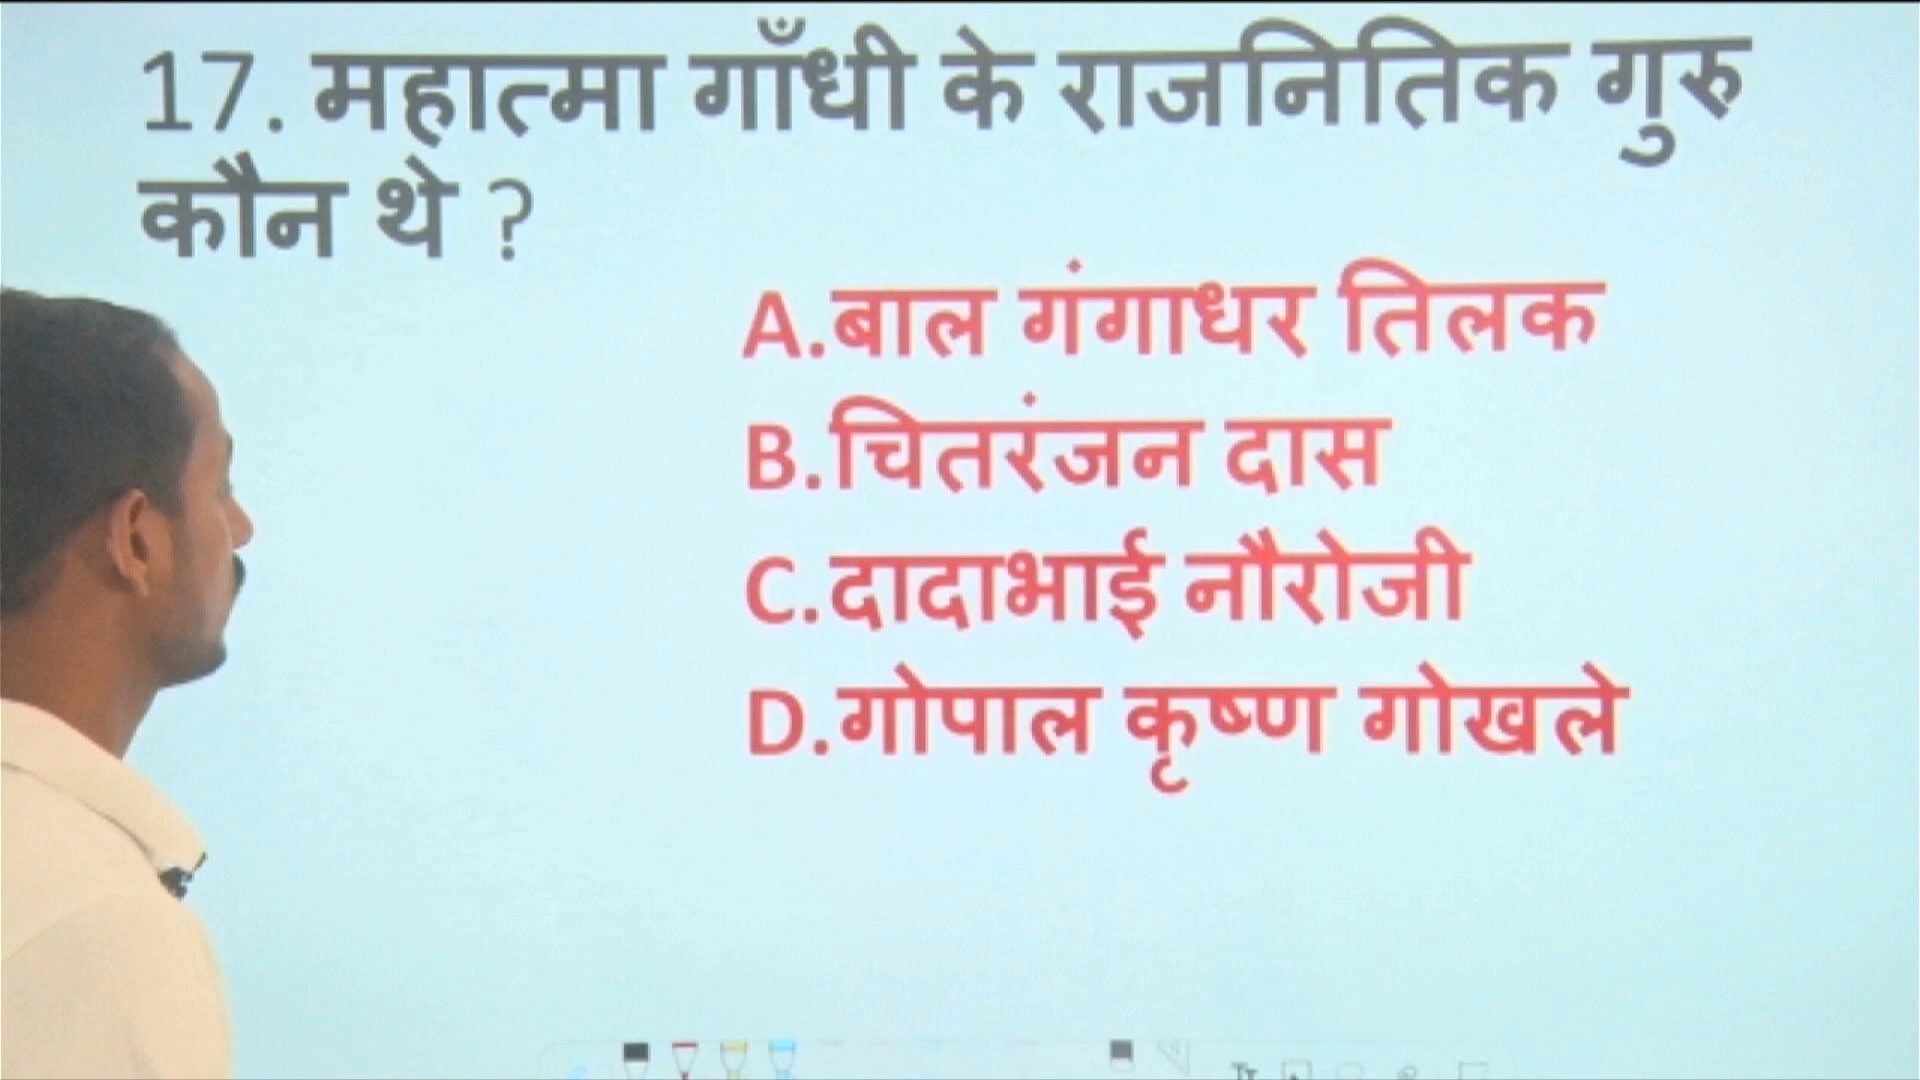 17. महात्मा गाँधी के राजनितिक गुरु
कौन थे ?
A.बाल गंगाधर तिलक
B.चितरंजन दास
C.दादाभाई नौरोजी
D.गोपाल कृष्ण गोखले